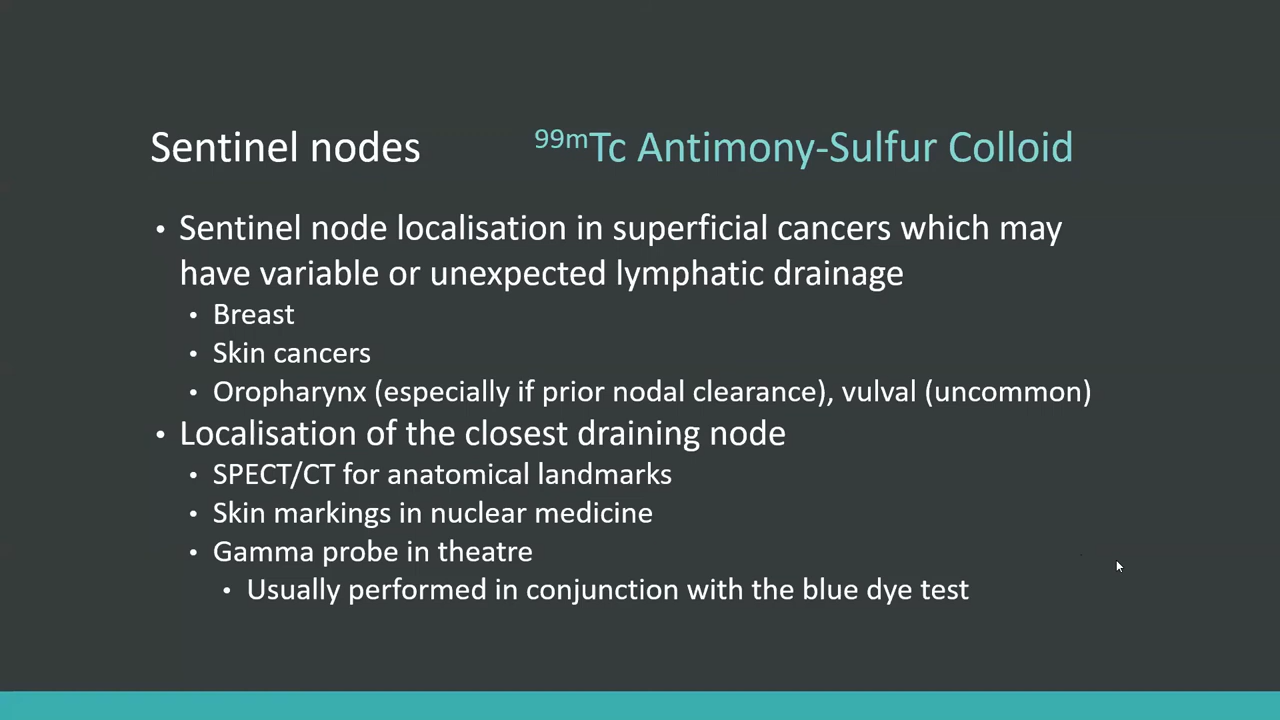 Sentinel nodes 99mTc Antimony-Sulfur Colloid
• Sentinel node localisation in superficial cancers which may
have variable or unexpected lymphatic drainage
• Breast
• Skin cancers
• Oropharynx (especially if prior nodal clearance), vulval (uncommon)
• Localisation of the closest draining node
• SPECT/CT for anatomical landmarks
• Skin markings in nuclear medicine
• Gamma probe in theatre
• Usually performed in conjunction with the blue dye test